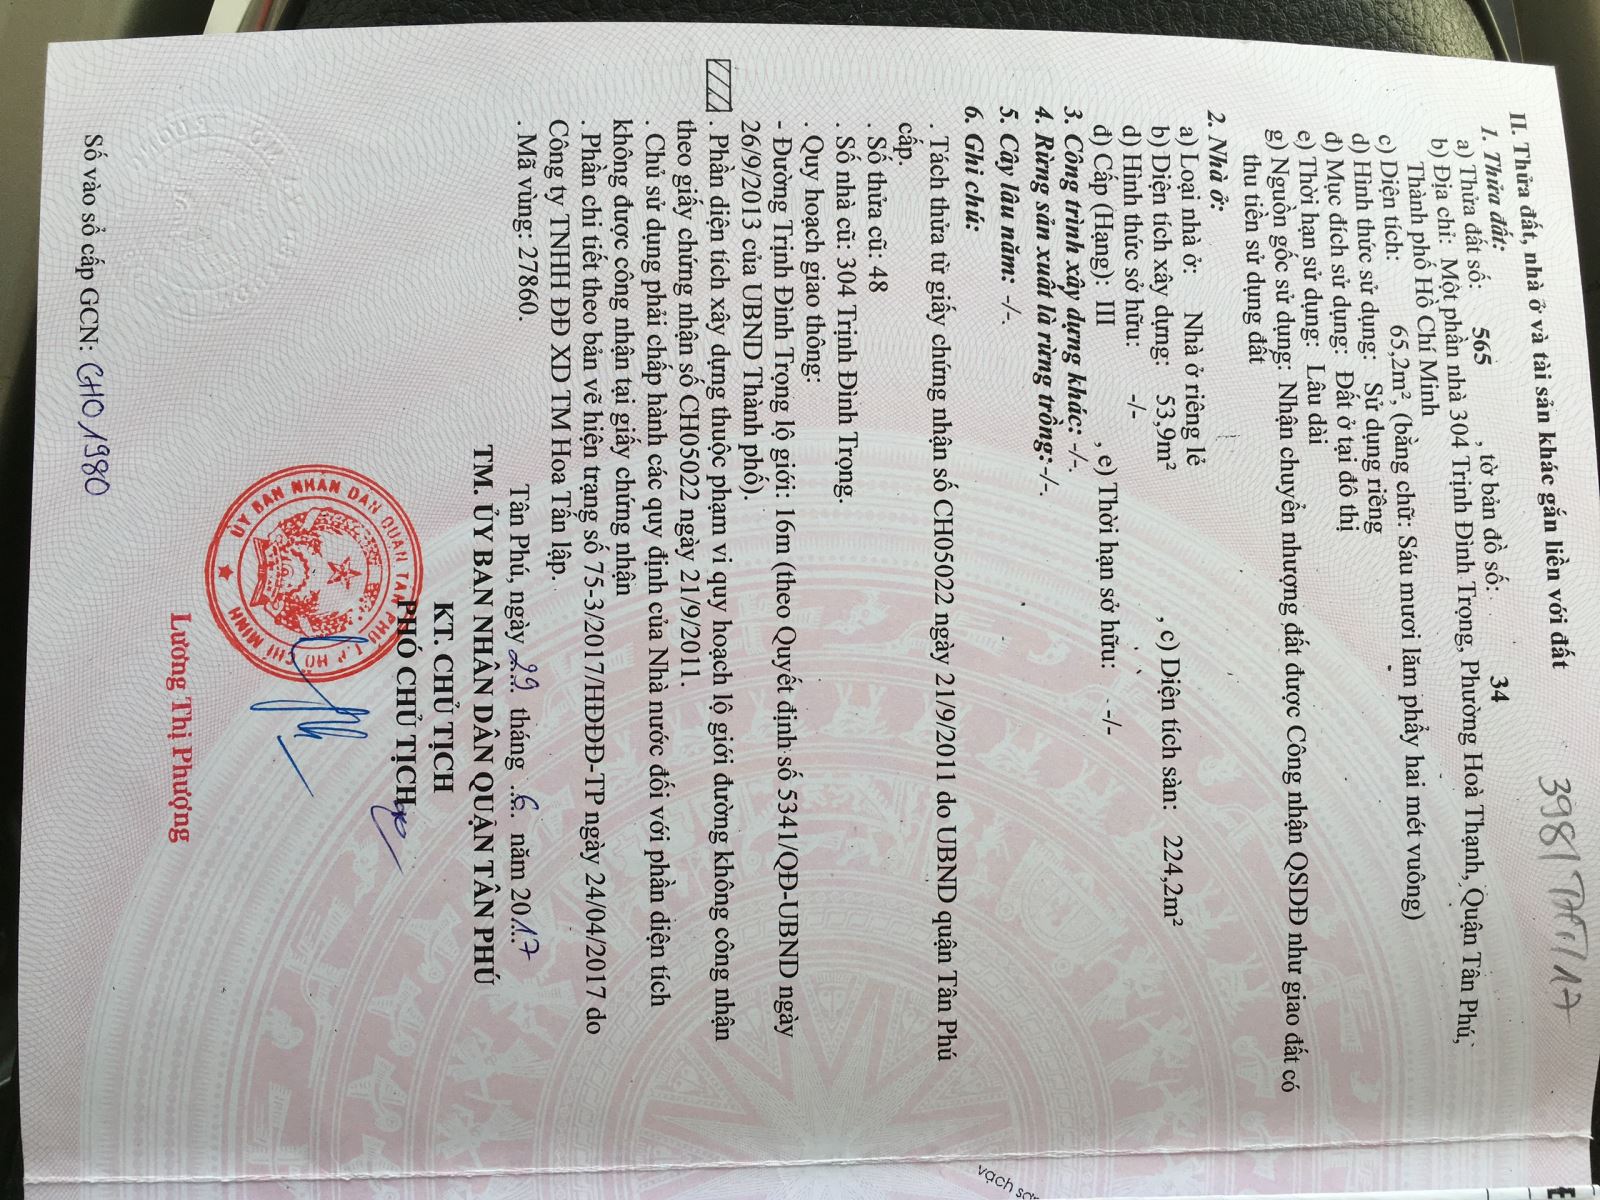 3981
II. Thửa đất, nhà ở và tài sản khác gắn liền với đất
1. Thửa đất:
a) Thửa đất số: 565 , tờ bản đồ số: 34
b) Địa chỉ: Một phần nhà 304 Trịnh Đình Trọng, Phường Hoà Thạnh, Quận Tân Phú,
Thành phố Hồ Chí Minh
c) Diện tích: 65,2m², (bằng chữ: Sáu mươi lăm phẩy hai mét vuông)
d) Hình thức sử dụng: Sử dụng riêng
đ) Mục đích sử dụng: Đất ở tại đô thị
e) Thời hạn sử dụng: Lâu dài
g) Nguồn gốc sử dụng: Nhận chuyển nhượng đất được Công nhận QSDĐ như giao đất có
thu tiền sử dụng đất
2. Nhà ở:
a) Loại nhà ở: Nhà ở riêng lẻ
b) Diện tích xây dựng: 53,9m² , c) Diện tích sàn: 224,2m²
d) Hình thức sở hữu: -/-
đ) Cấp (Hạng): III , e) Thời hạn sở hữu: -/-
3. Công trình xây dựng khác: -/-.
4. Rừng sản xuất là rừng trồng: -/-.
5. Cây lâu năm: -/-.
6. Ghi chú:
. Tách thửa từ giấy chứng nhận số CH05022 ngày 21/9/2011 do UBND quận Tân Phú
cấp.
. Số thửa cũ: 48
. Số nhà cũ: 304 Trịnh Đình Trọng.
. Quy hoạch giao thông:
- Đường Trịnh Đình Trọng lộ giới: 16m (theo Quyết định số 5341/QĐ-UBND ngày
26/9/2013 của UBND Thành phố).
. Phần diện tích xây dựng thuộc phạm vi quy hoạch lộ giới đường không công nhận
theo giấy chứng nhận số CH05022 ngày 21/9/2011.
. Chủ sử dụng phải chấp hành các quy định của Nhà nước đối với phần diện tích
không được công nhận tại giấy chứng nhận
. Phần chi tiết theo bản vẽ hiện trạng số 75-3/2017/HĐĐĐ-TP ngày 24/04/2017 do
Công ty TNHH ĐĐ XD TM Hoa Tấn lập.
. Mã vùng: 27860.
Tân Phú, ngày 22 tháng 6 năm 2017
TM. ỦY BAN NHÂN DÂN QUẬN TÂN PHÚ
KT. CHỦ TỊCH
PHÓ CHỦ TỊCH
ỦY BAN NHÂN DÂN QUẬN TÂN PHÚ T.P HỒ CHÍ MINH
Lương Thị Phượng
Số vào sổ cấp GCN: CH01980
vạch